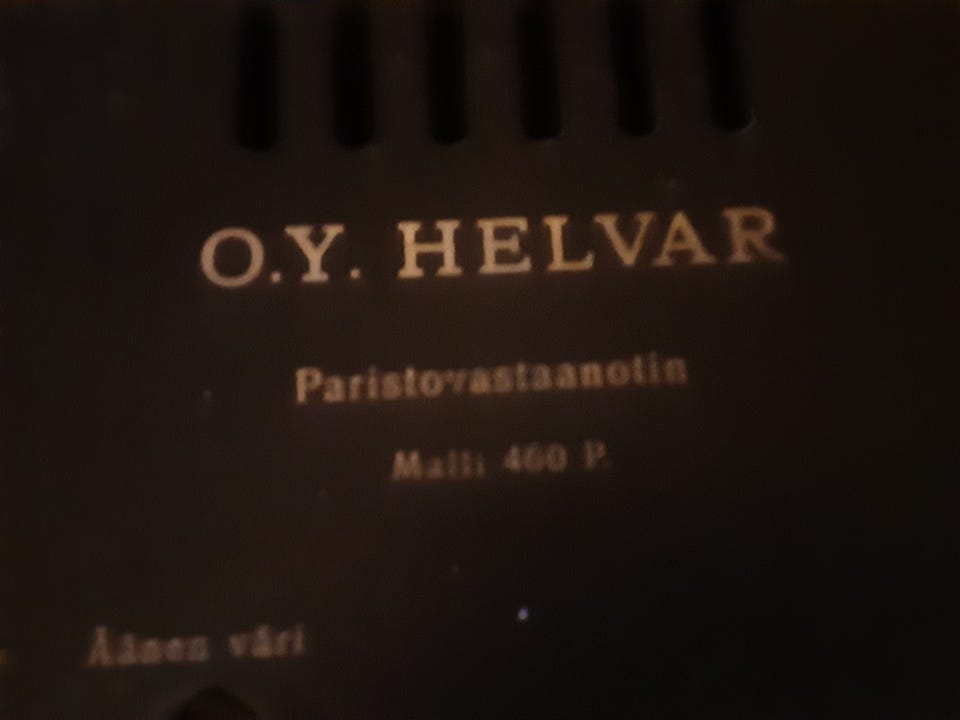 O.Y. HELVAR
Paristovastaanotin
Malli 460 P.
Äänen väri